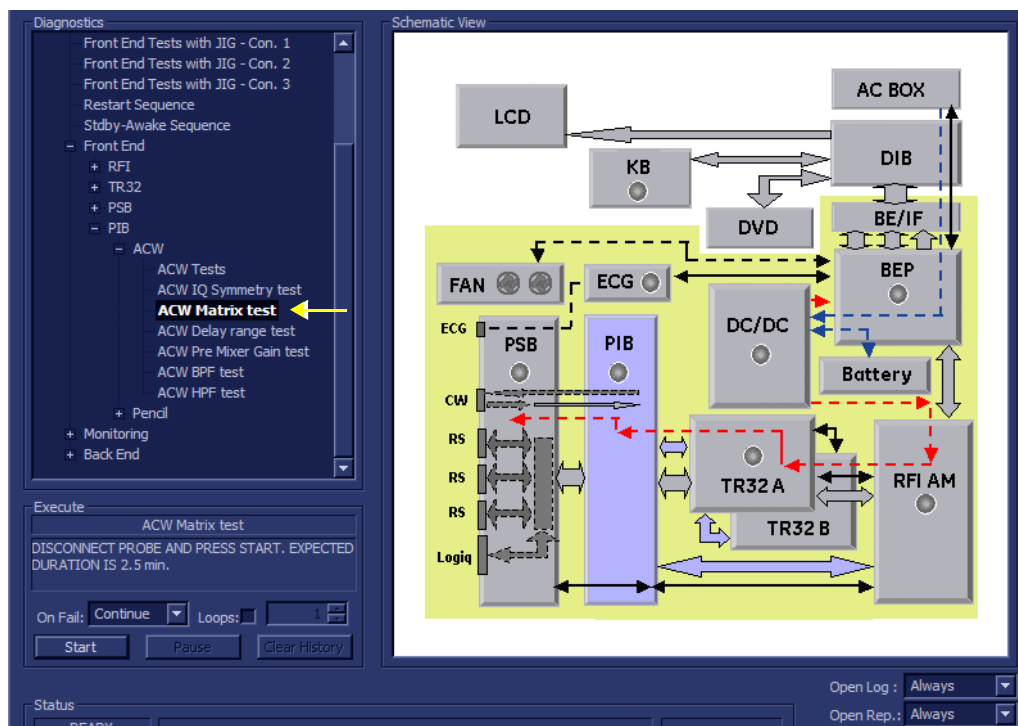 Diagnostics
Front End Tests with JIG - Con. 1
Front End Tests with JIG - Con. 2
Front End Tests with JIG - Con. 3
Restart Sequence
Stdby-Awake Sequence
Front End
RFI
TR32
PSB
PIB
ACW
ACW Tests
ACW IQ Symmetry test
ACW Matrix test
ACW Delay range test
ACW Pre Mixer Gain test
ACW BPF test
ACW HPF test
Pencil
Monitoring
Back End
Execute
ACW Matrix test
DISCONNECT PROBE AND PRESS START. EXPECTED
DURATION IS 2.5 min.
On Fail: Continue Loops: 1
Start Pause Clear History
Status
READY
Schematic View
AC BOX
LCD
DIB
KB
DVD
BE/IF
BEP
FAN
ECG
DC/DC
ECG
PSB
PIB
Battery
CW
RS
RS
RS
Logiq
TR32 A
TR32 B
RFI AM
Open Log : Always
Open Rep.: Always